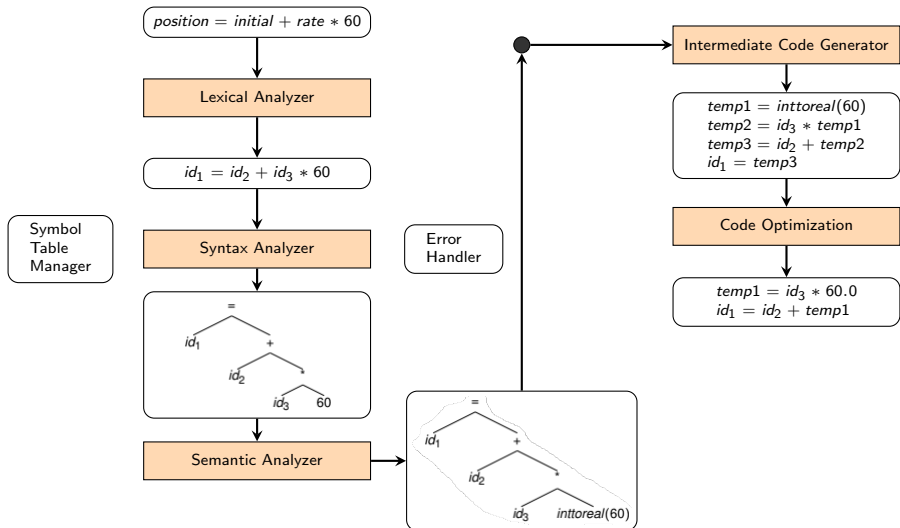 position = initial + rate * 60
Lexical Analyzer
id₁ = id₂ + id₃ * 60
Symbol
Table
Manager
Syntax Analyzer
=
id₁
+
id₂
*
id₃ 60
Semantic Analyzer
Error
Handler
=
id₁
+
id₂
*
id₃ inttoreal(60)
Intermediate Code Generator
temp1 = inttoreal(60)
temp2 = id₃ * temp1
temp3 = id₂ + temp2
id₁ = temp3
Code Optimization
temp1 = id₃ * 60.0
id₁ = id₂ + temp1